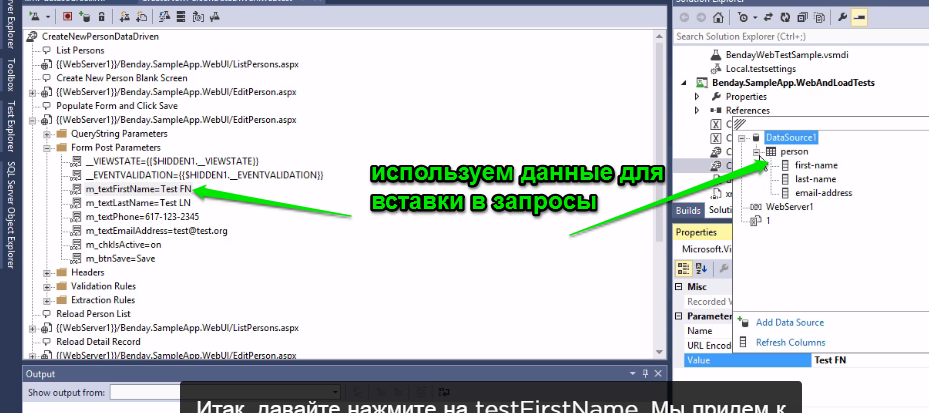 CreateNewPersonDataDriven
List Persons
{{WebServer1}}/Benday.SampleApp.WebUI/ListPersons.aspx
Create New Person Blank Screen
{{WebServer1}}/Benday.SampleApp.WebUI/EditPerson.aspx
Populate Form and Click Save
{{WebServer1}}/Benday.SampleApp.WebUI/EditPerson.aspx
QueryString Parameters
Form Post Parameters
__VIEWSTATE={{$HIDDEN1.__VIEWSTATE}}
__EVENTVALIDATION={{$HIDDEN1.__EVENTVALIDATION}}
m_textFirstName=Test FN
m_textLastName=Test LN
m_textPhone=617-123-2345
m_textEmailAddress=test@test.org
m_chkIsActive=on
m_btnSave=Save
Headers
Validation Rules
Extraction Rules
Reload Person List
{{WebServer1}}/Benday.SampleApp.WebUI/ListPersons.aspx
Reload Detail Record
{{WebServer1}}/Benday.SampleApp.WebUI/EditPerson.aspx
Server Explorer
Toolbox
Test Explorer
SQL Server Object Explorer
используем данные для
вставки в запросы
Output
Show output from:
Solution Explorer
Search Solution Explorer (Ctrl+;)
BendayWebTestSample.vsmdi
Local.testsettings
Benday.SampleApp.WebAndLoadTests
Properties
References
DataSource1
person
first-name
last-name
email-address
WebServer1
1
Add Data Source
Refresh Columns
Builds
Properties
Microsoft.Vi
Misc
Recorded V
Parameter
Name
URL Encod
Value
Test FN
Итак, давайте нажмите на testFirstName. Мы придем к